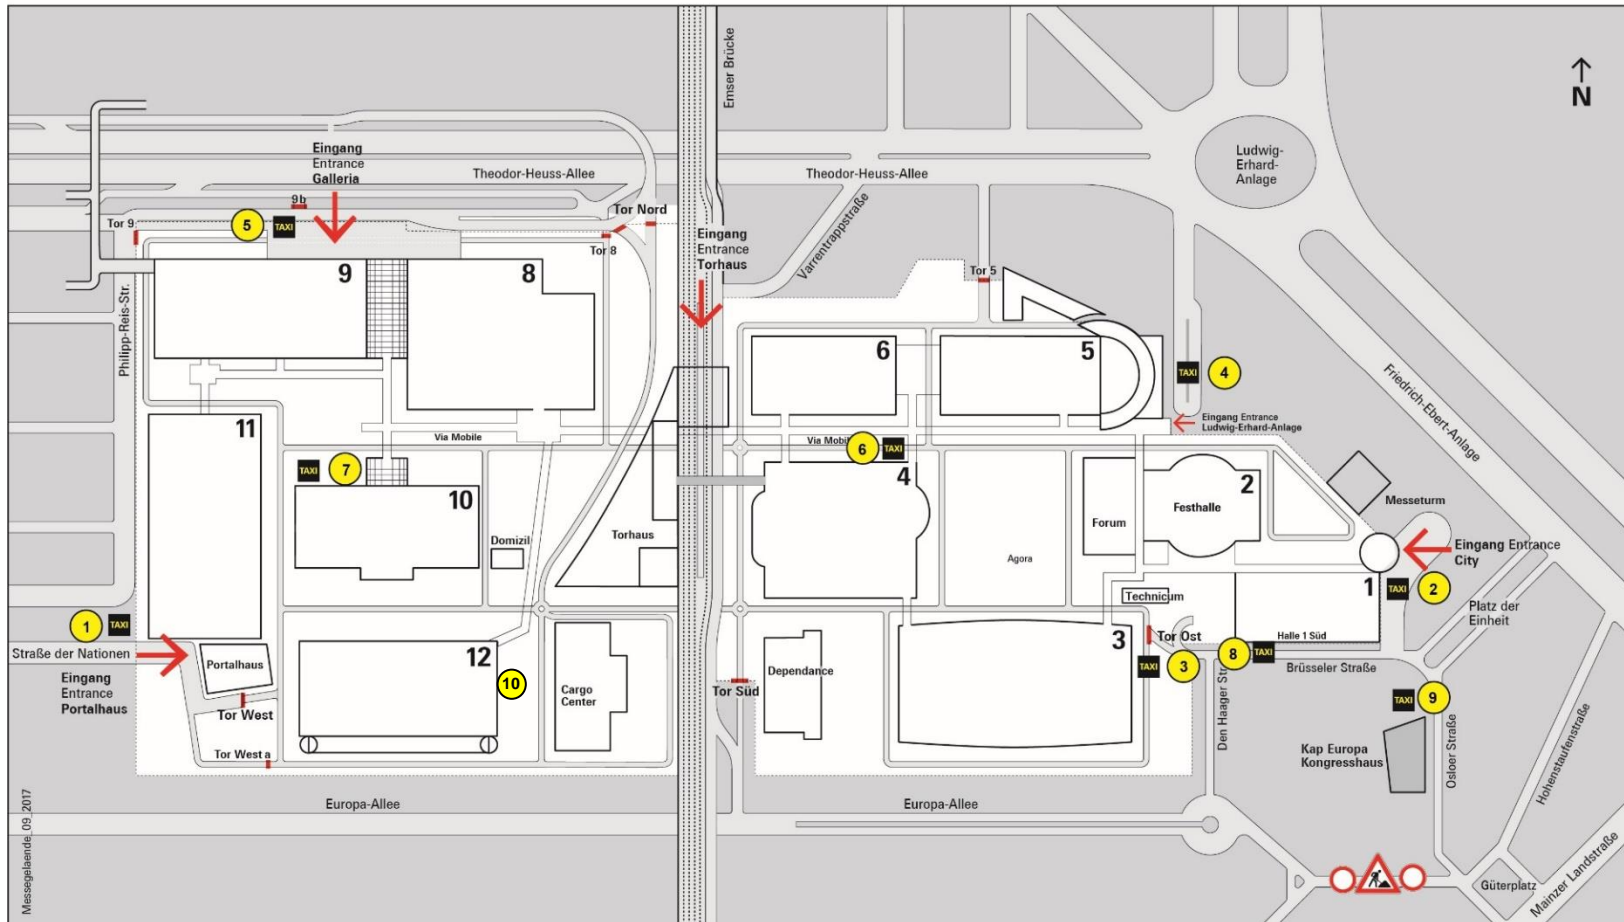 Emser Brücke
N
Ludwig-
Erhard-
Anlage
Eingang
Entrance
Galleria
Theodor-Heuss-Allee
Theodor-Heuss-Allee
9b
Tor 9
5
TAXI
Tor Nord
Tor 8
Eingang
Entrance
Torhaus
Varrentrappstraße
Tor 5
9
8
Philipp-Reis-Str.
6
5
TAXI
4
Friedrich-Ebert-Anlage
Eingang Entrance
Ludwig-Erhard-Anlage
11
Via Mobile
Via Mobile
6
TAXI
TAXI
7
10
4
2
Festhalle
Forum
Messeturm
Domizil
Torhaus
Agora
Eingang Entrance
City
1
TAXI
2
Technicum
Platz der
Einheit
1
TAXI
Straße der Nationen
Eingang
Entrance
Portalhaus
Portalhaus
Tor West
Tor West a
12
10
Cargo
Center
Tor Süd
Dependance
3
Tor Ost
TAXI
3
Halle 1 Süd
8
TAXI
Brüsseler Straße
Den Haager Str.
TAXI
9
Kap Europa
Kongresshaus
Osloer Straße
Hohenstaufenstraße
Europa-Allee
Europa-Allee
Güterplatz
Mainzer Landstraße
Messegelaende_09_2017